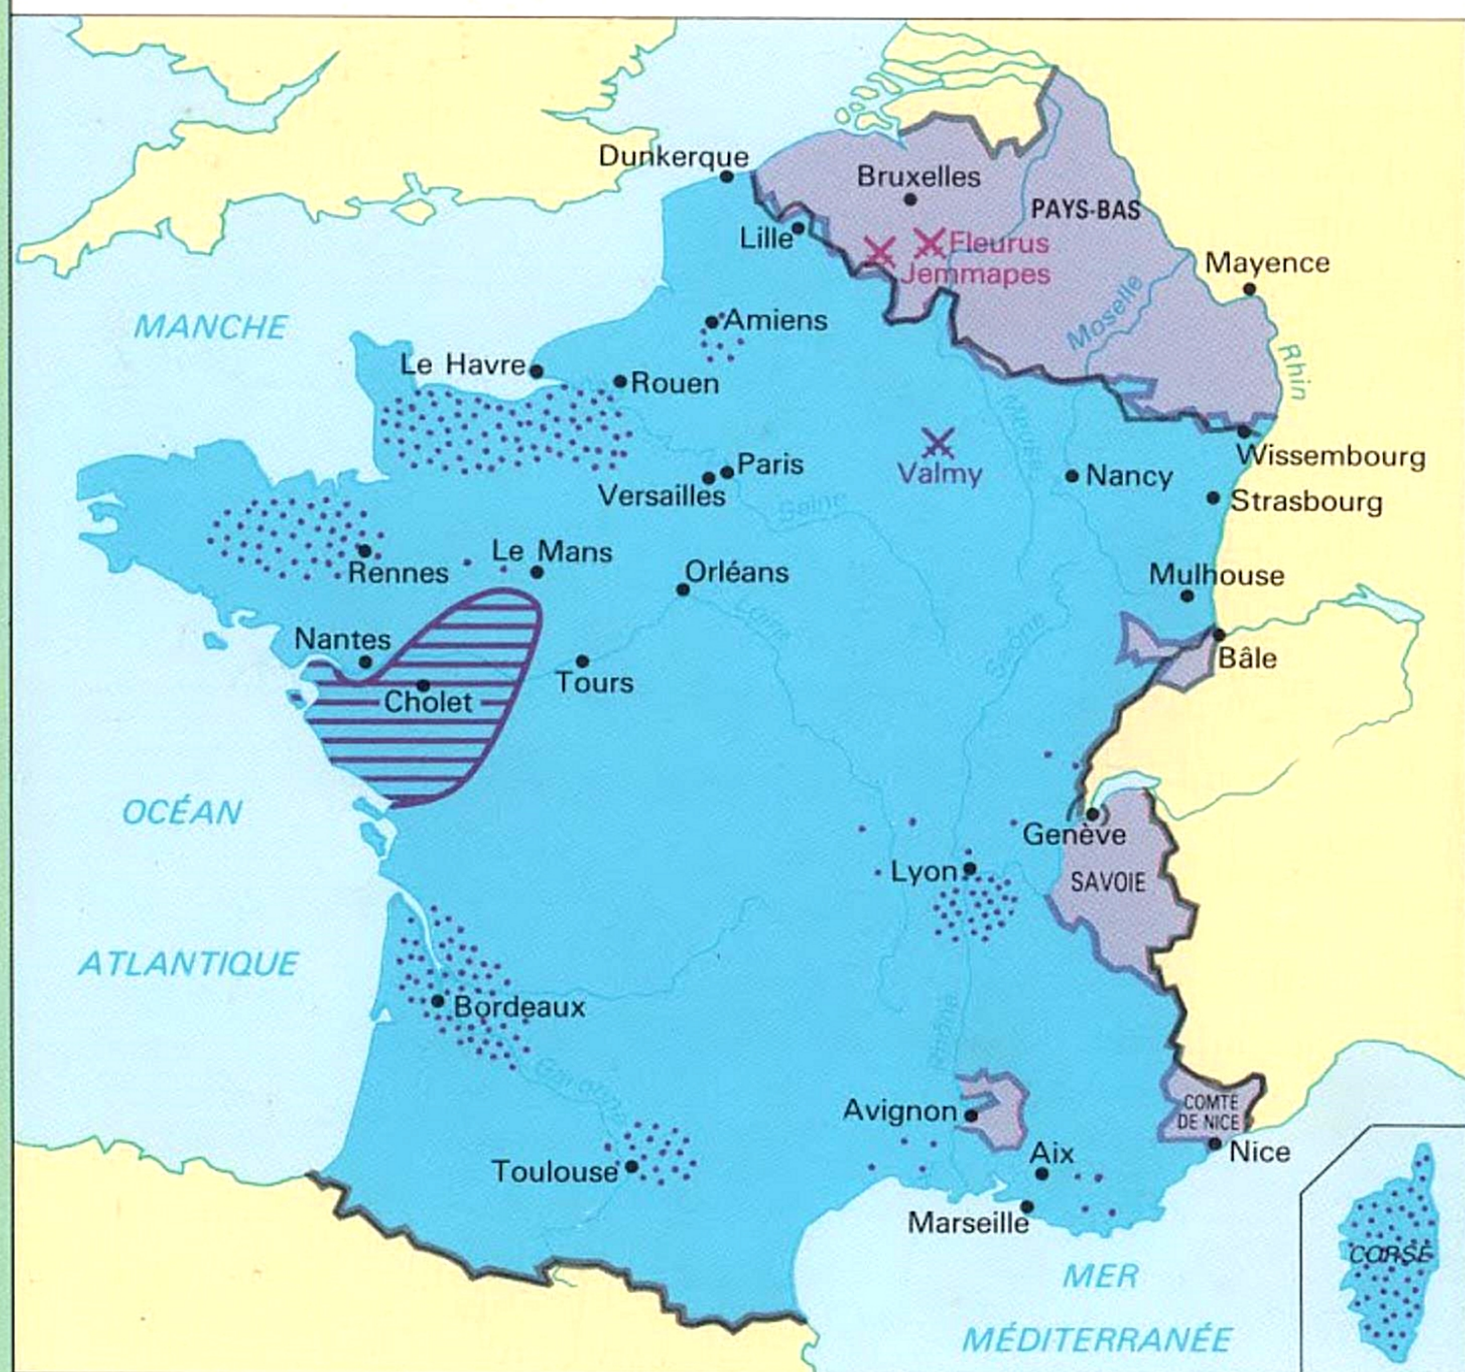 Dunkerque
Bruxelles
PAYS-BAS
Lille
Fleurus
Jemmapes
Mayence
MANCHE
Moselle
Amiens
Rhin
Le Havre
Rouen
Meuse
Valmy
Paris
Versailles
Nancy
Wissembourg
Strasbourg
Seine
Le Mans
Rennes
Orléans
Mulhouse
Loire
Saône
Nantes
Bâle
Tours
Cholet
OCÉAN
Genève
Lyon
SAVOIE
ATLANTIQUE
Bordeaux
Rhône
Garonne
Avignon
COMTE
DE NICE
Nice
Aix
Toulouse
Marseille
CORSE
MER
MÉDITERRANÉE